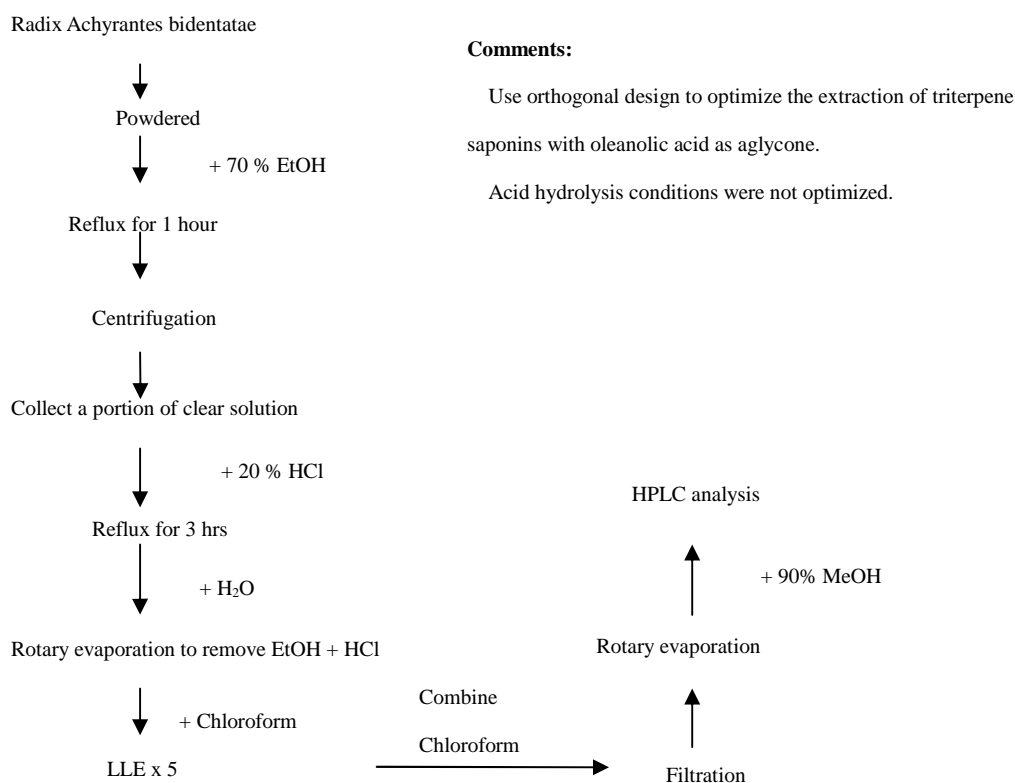 Radix Achyrantes bidentatae
Powdered
+ 70 % EtOH
Reflux for 1 hour
Centrifugation
Collect a portion of clear solution
+ 20 % HCl
Reflux for 3 hrs
+ H₂O
Rotary evaporation to remove EtOH + HCl
+ Chloroform
LLE x 5
Combine
Chloroform
Filtration
Rotary evaporation
+ 90% MeOH
HPLC analysis
Comments:
Use orthogonal design to optimize the extraction of triterpene
saponins with oleanolic acid as aglycone.
Acid hydrolysis conditions were not optimized.